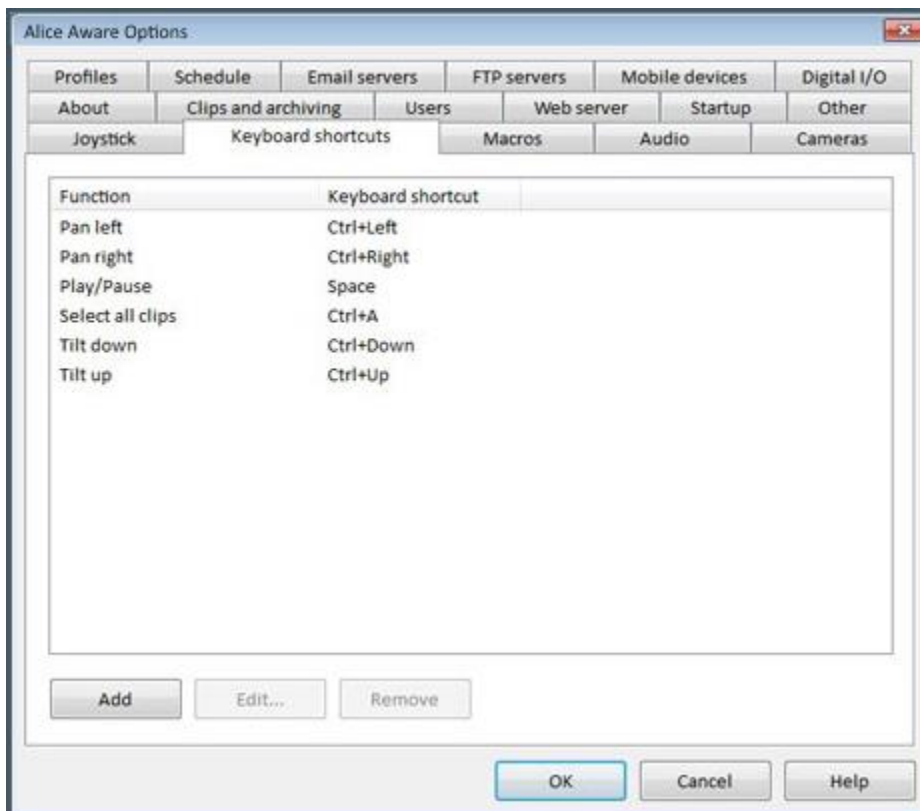 Alice Aware Options
Profiles Schedule Email servers FTP servers Mobile devices Digital I/O
About Clips and archiving Users Web server Startup Other
Joystick Keyboard shortcuts Macros Audio Cameras
Function Keyboard shortcut
Pan left Ctrl+Left
Pan right Ctrl+Right
Play/Pause Space
Select all clips Ctrl+A
Tilt down Ctrl+Down
Tilt up Ctrl+Up
Add Edit... Remove
OK Cancel Help